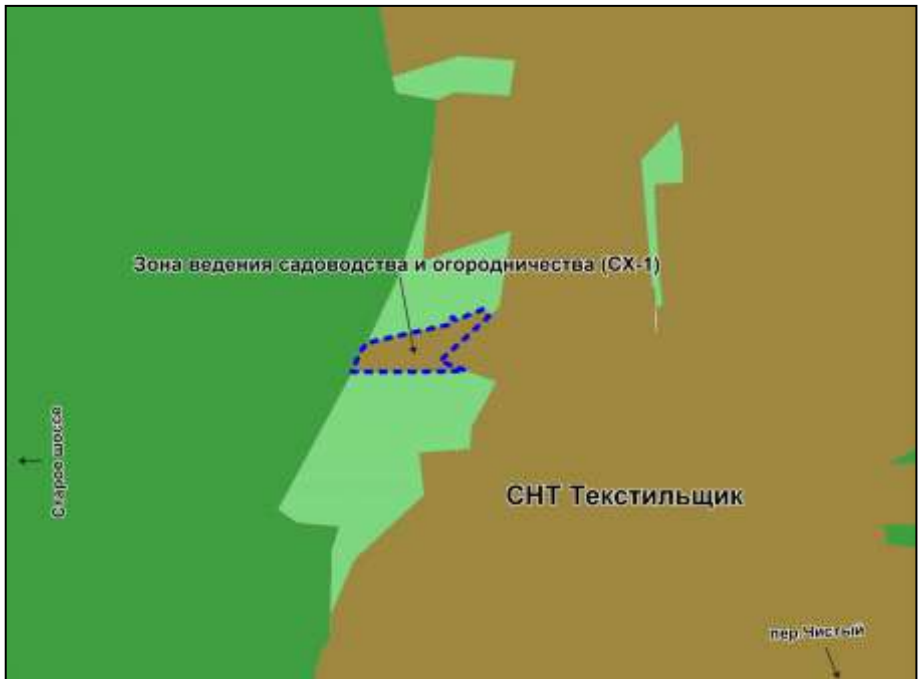 Зона ведения садоводства и огородничества (СХ-1)
Старое шоссе
СНТ Текстильщик
пер.Чистый